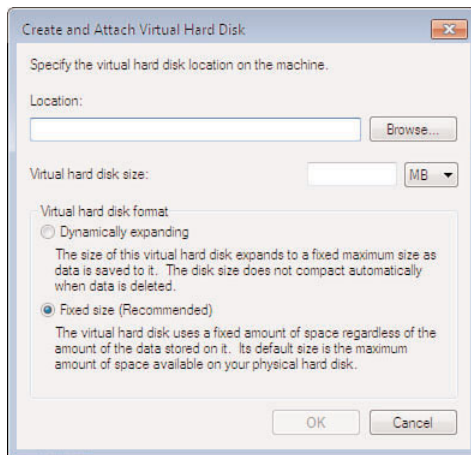 Create and Attach Virtual Hard Disk
Specify the virtual hard disk location on the machine.
Location:
Browse...
Virtual hard disk size:
MB
Virtual hard disk format
Dynamically expanding
The size of this virtual hard disk expands to a fixed maximum size as
data is saved to it. The disk size does not compact automatically
when data is deleted.
Fixed size (Recommended)
The virtual hard disk uses a fixed amount of space regardless of the
amount of the data stored on it. Its default size is the maximum
amount of space available on your physical hard disk.
OK
Cancel